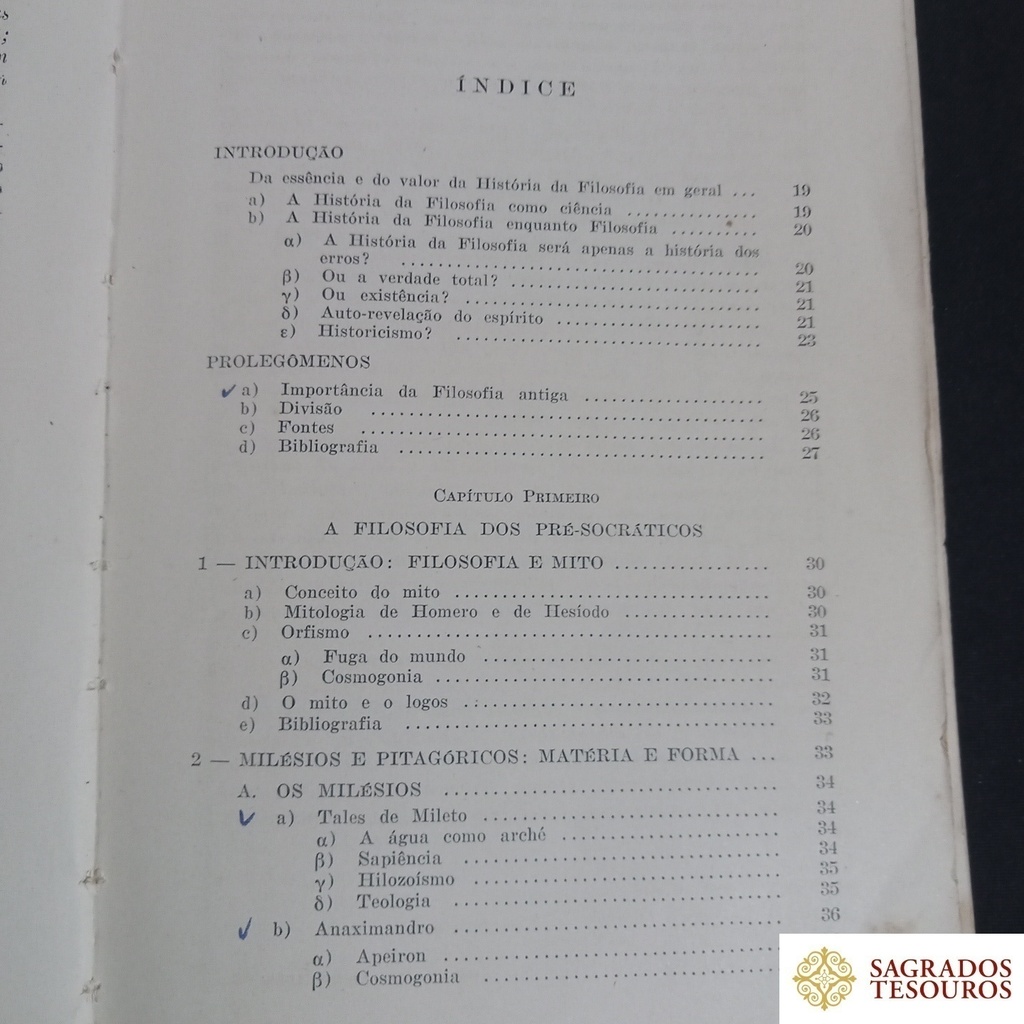 ÍNDICE
INTRODUÇÃO
Da essência e do valor da História da Filosofia em geral ... 19
a) A História da Filosofia como ciência ............... 19
b) A História da Filosofia enquanto Filosofia .......... 20
α) A História da Filosofia será apenas a história dos
erros? ........................................ 20
β) Ou a verdade total? ............................ 21
γ) Ou existência? ................................. 21
δ) Auto-revelação do espírito ...................... 21
ε) Historicismo? .................................. 23
PROLEGÔMENOS
a) Importância da Filosofia antiga .................... 25
b) Divisão ........................................... 26
c) Fontes ............................................ 26
d) Bibliografia ....................................... 27
CAPÍTULO PRIMEIRO
A FILOSOFIA DOS PRÉ-SOCRÁTICOS
1 — INTRODUÇÃO: FILOSOFIA E MITO ................. 30
a) Conceito do mito .................................. 30
b) Mitologia de Homero e de Hesíodo .................. 30
c) Orfismo ........................................... 31
α) Fuga do mundo ................................ 31
β) Cosmogonia .................................... 31
d) O mito e o logos .................................. 32
e) Bibliografia ....................................... 33
2 — MILÉSIOS E PITAGÓRICOS: MATÉRIA E FORMA ... 33
A. OS MILÉSIOS ..................................... 34
a) Tales de Mileto ................................ 34
α) A água como arché ........................ 34
β) Sapiência .................................. 34
γ) Hilozoísmo ................................. 35
δ) Teologia ................................... 35
b) Anaximandro ................................... 36
α) Apeiron ....................................
β) Cosmogonia .................................
SAGRADOS
TESOUROS